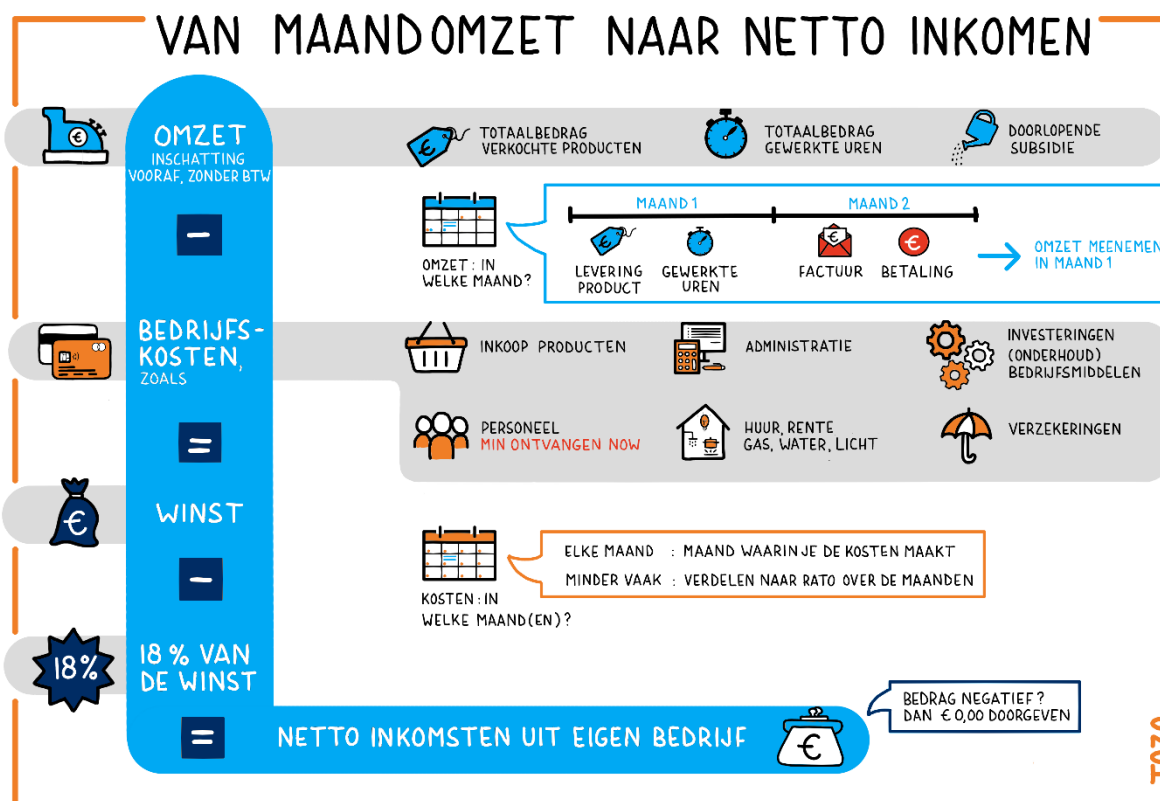 VAN MAANDOMZET NAAR NETTO INKOMEN
OMZET
INSCHATTING
VOORAF, ZONDER BTW
€
TOTAALBEDRAG
VERKOCHTE PRODUCTEN
TOTAALBEDRAG
GEWERKTE UREN
DOORLOPENDE
SUBSIDIE
–
OMZET: IN
WELKE MAAND?
MAAND 1
MAAND 2
LEVERING
PRODUCT
GEWERKTE
UREN
FACTUUR
BETALING
OMZET MEENEMEN
IN MAAND 1
BEDRIJFS-
KOSTEN,
ZOALS
INKOOP PRODUCTEN
ADMINISTRATIE
INVESTERINGEN
(ONDERHOUD)
BEDRIJFSMIDDELEN
PERSONEEL
MIN ONTVANGEN NOW
HUUR, RENTE
GAS, WATER, LICHT
VERZEKERINGEN
=
€
WINST
–
KOSTEN: IN
WELKE MAAND(EN)?
ELKE MAAND : MAAND WAARIN JE DE KOSTEN MAAKT
MINDER VAAK : VERDELEN NAAR RATO OVER DE MAANDEN
18%
18% VAN
DE WINST
=
NETTO INKOMSTEN UIT EIGEN BEDRIJF
€
BEDRAG NEGATIEF?
DAN € 0,00 DOORGEVEN